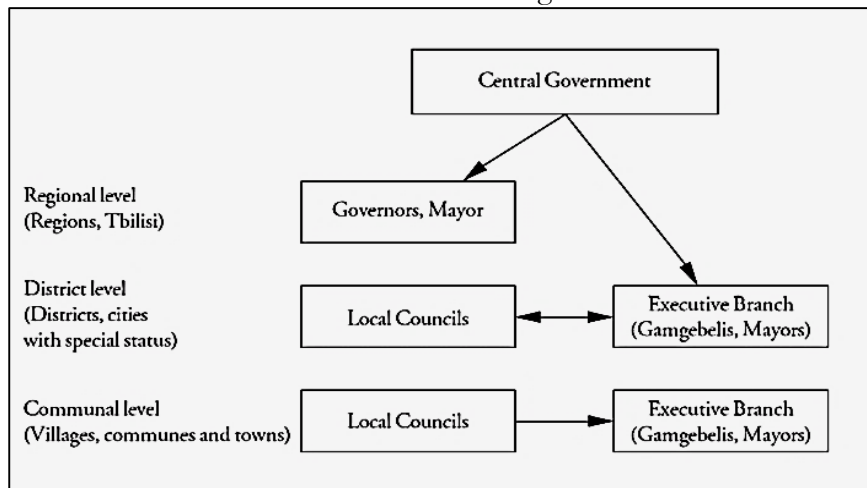 Central Government
Regional level
(Regions, Tbilisi)
Governors, Mayor
District level
(Districts, cities
with special status)
Local Councils
Executive Branch
(Gamgebelis, Mayors)
Communal level
(Villages, communes and towns)
Local Councils
Executive Branch
(Gamgebelis, Mayors)